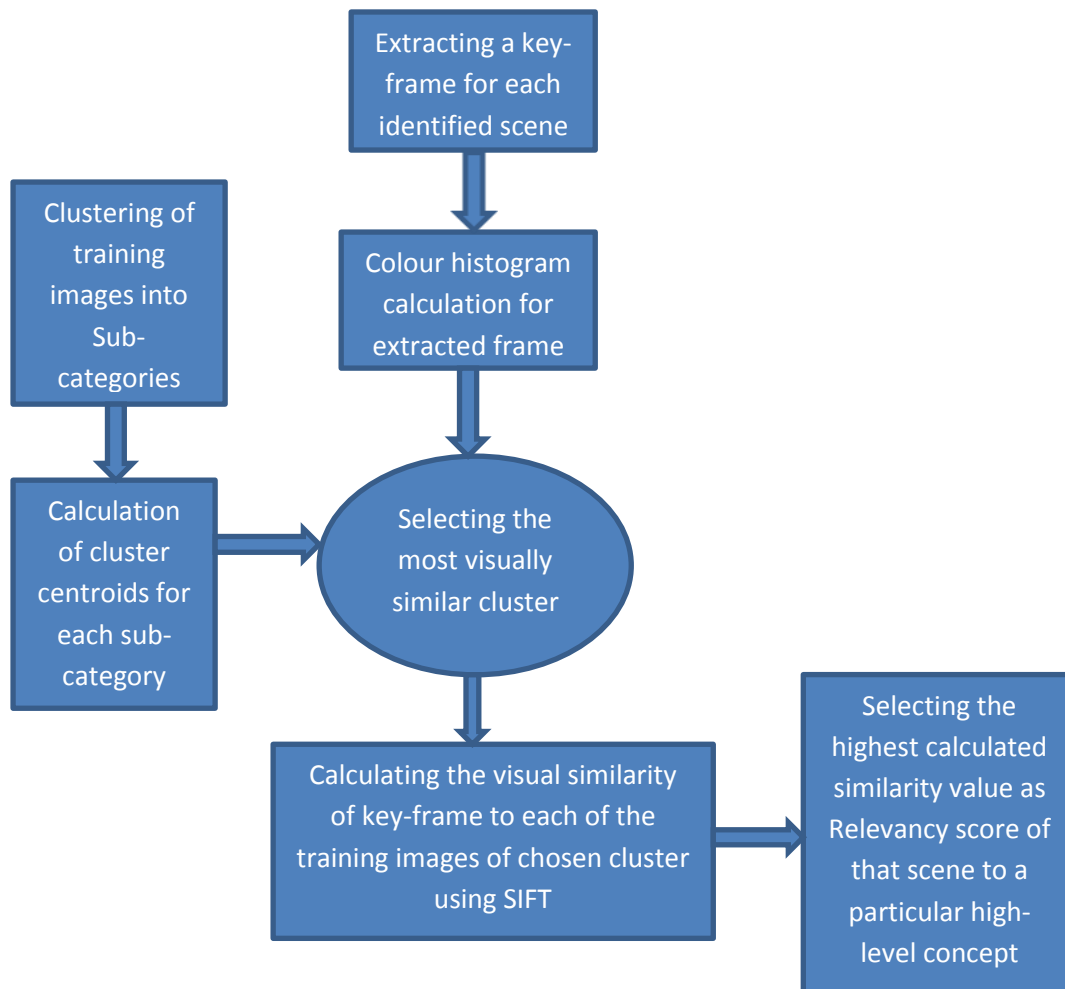 Extracting a key-
frame for each
identified scene
Clustering of
training
images into
Sub-
categories
Colour histogram
calculation for
extracted frame
Calculation
of cluster
centroids for
each sub-
category
Selecting the
most visually
similar cluster
Calculating the visual similarity
of key-frame to each of the
training images of chosen cluster
using SIFT
Selecting the
highest calculated
similarity value as
Relevancy score of
that scene to a
particular high-
level concept